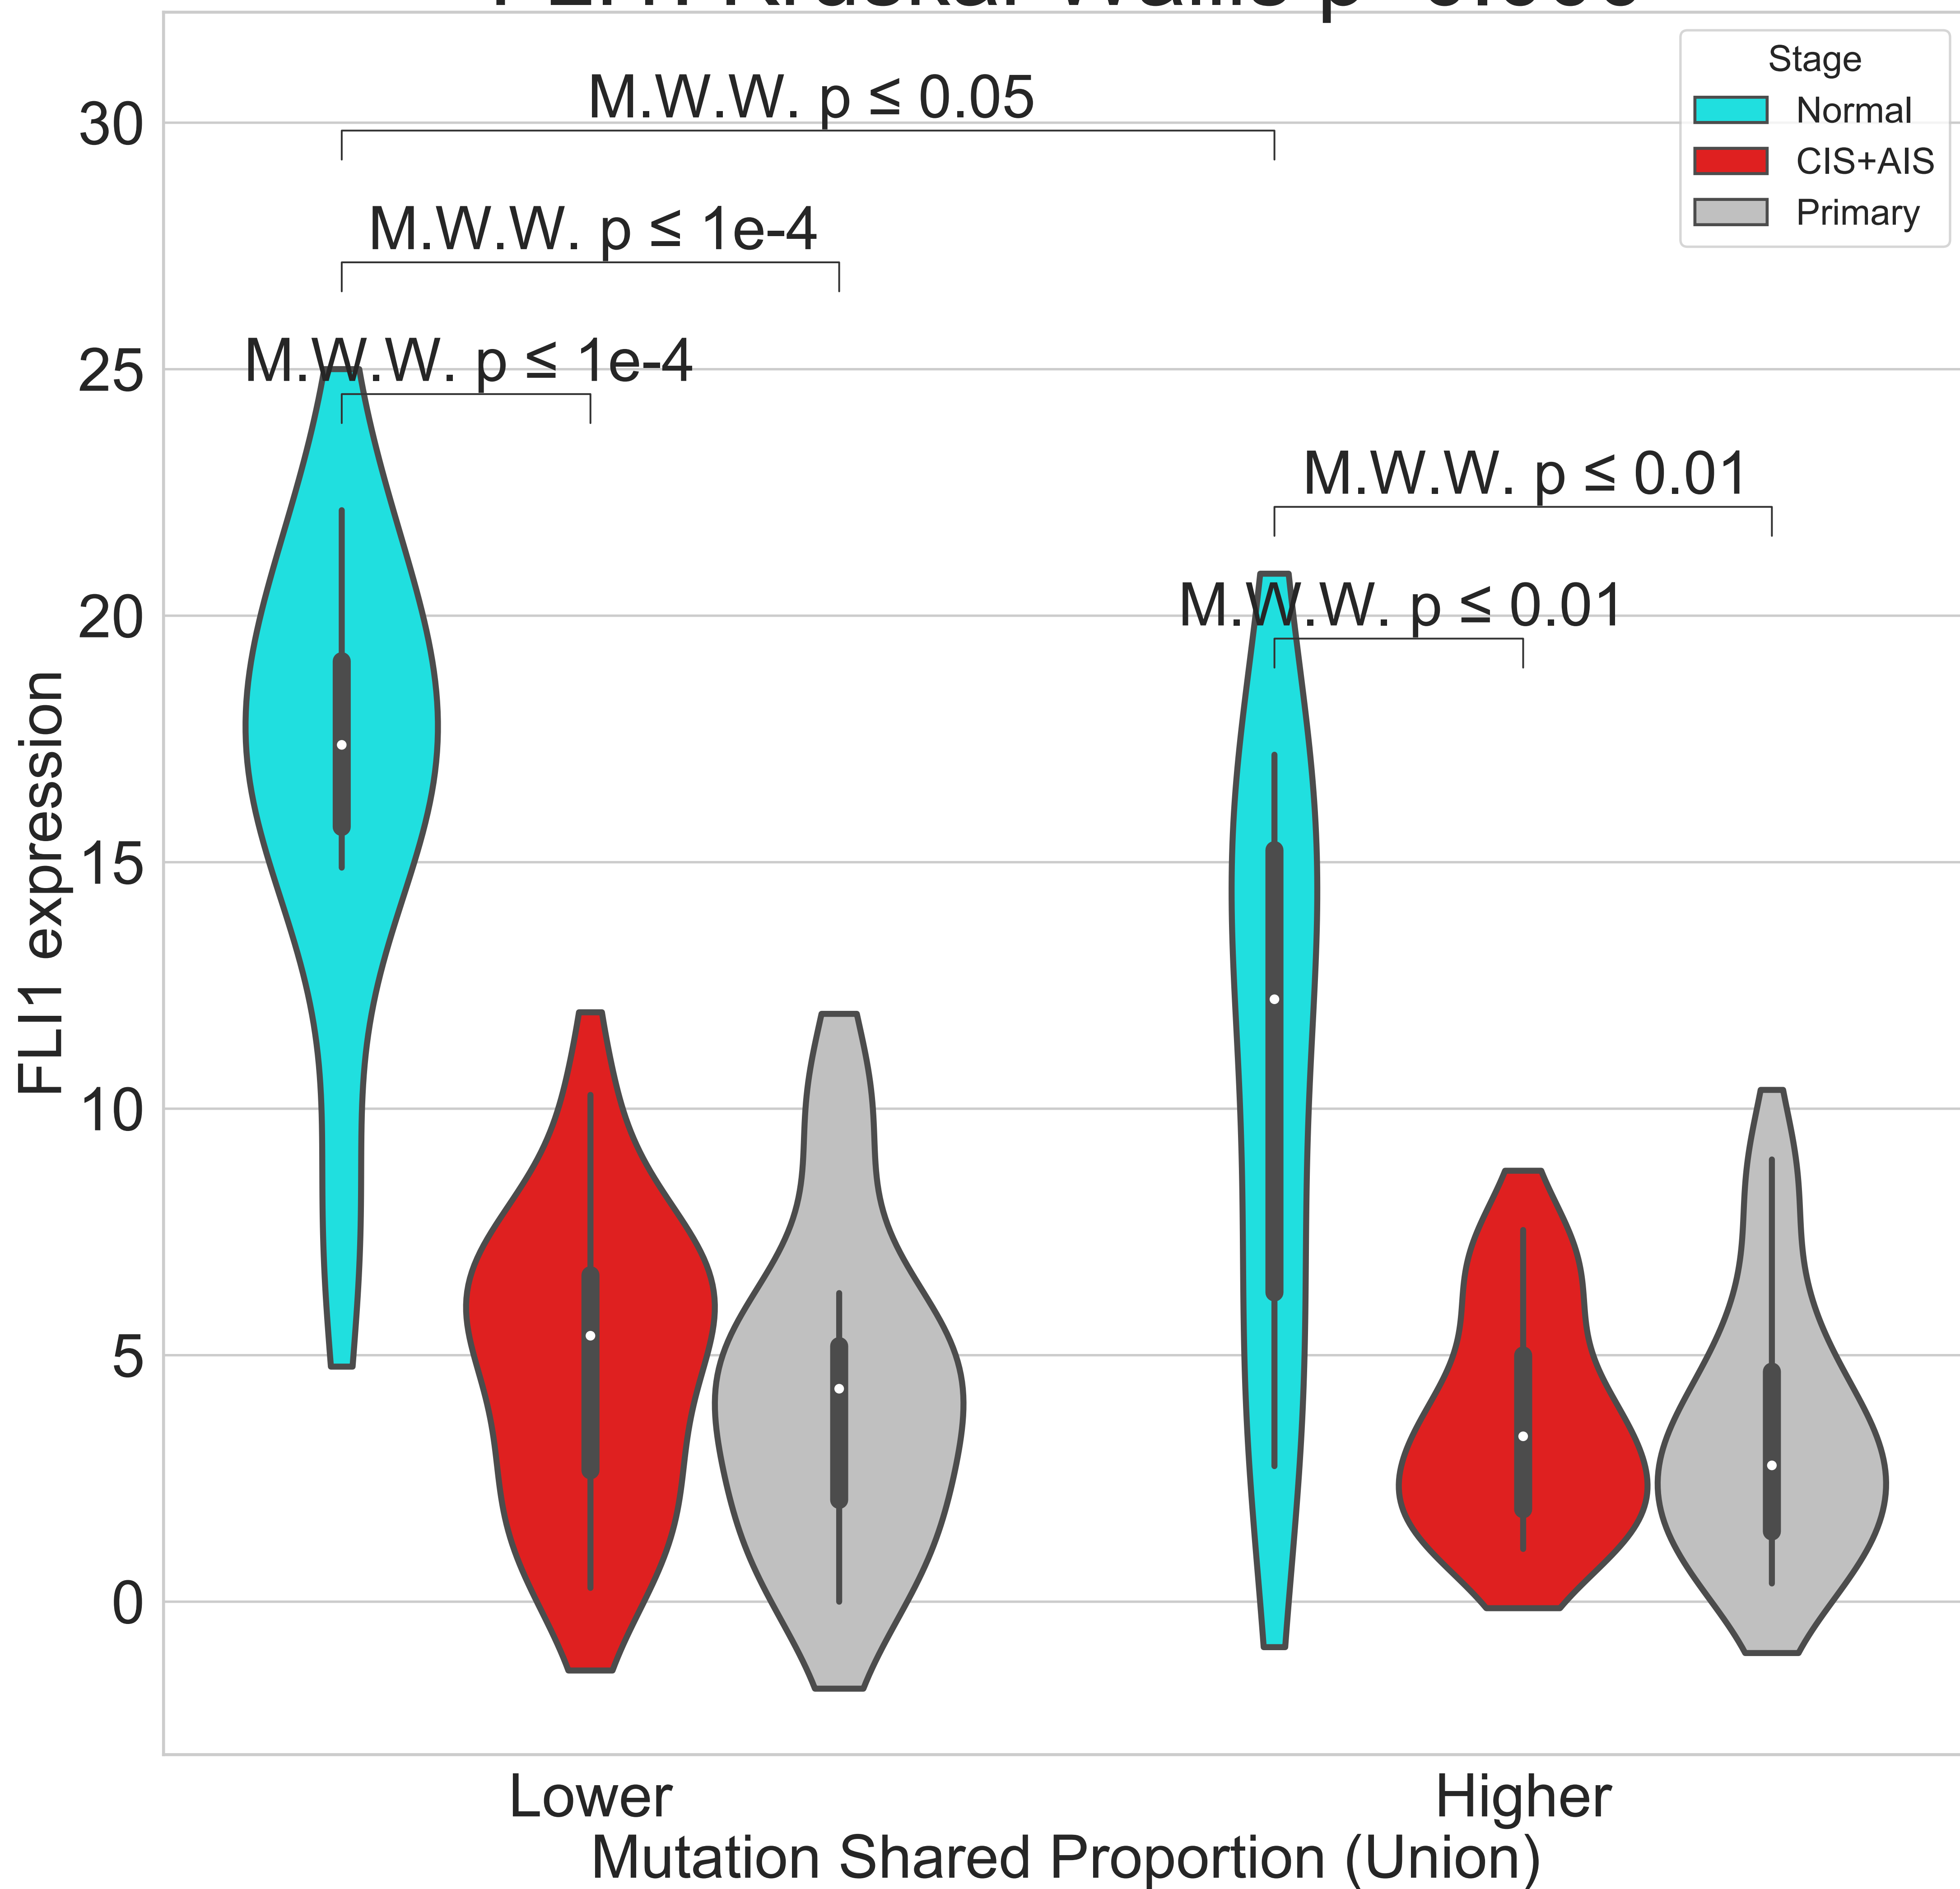 Stage
Normal
CIS+AIS
Primary
M.W.W. p ≤ 0.05
M.W.W. p ≤ 1e-4
M.W.W. p ≤ 1e-4
M.W.W. p ≤ 0.01
M.W.W. p ≤ 0.01
30
25
20
15
10
5
0
FLI1 expression
Lower
Higher
Mutation Shared Proportion (Union)